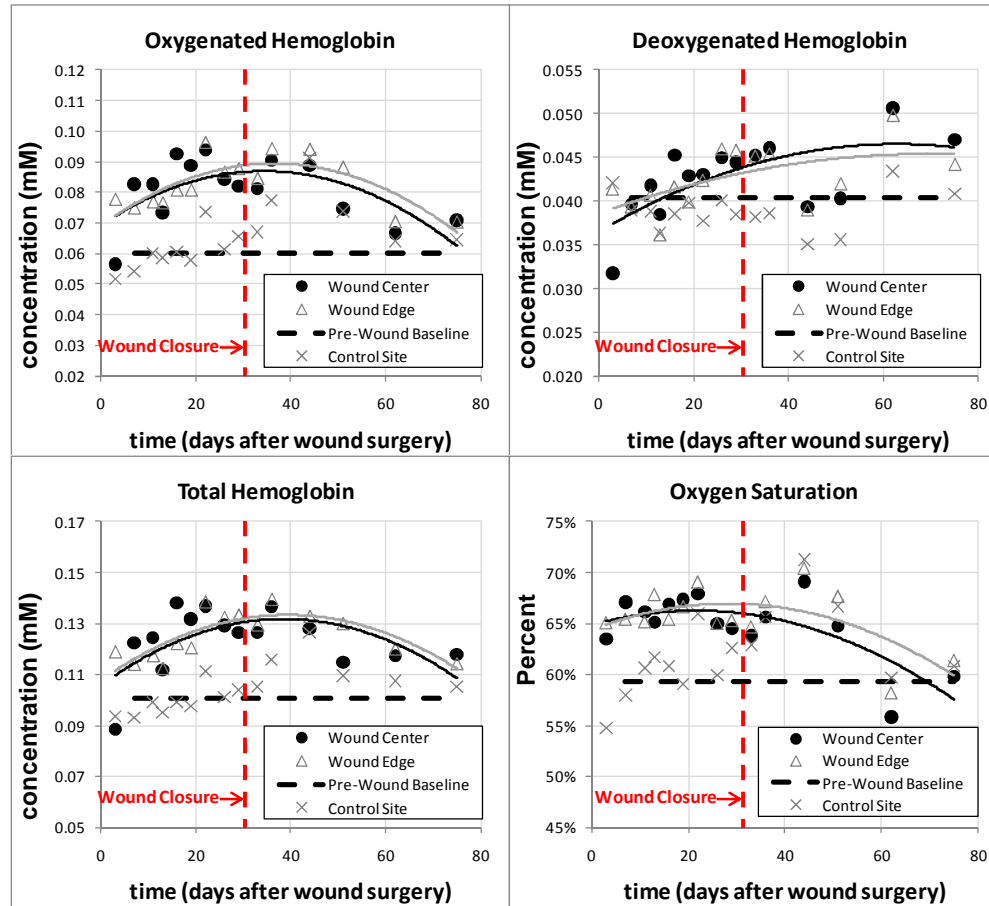 Oxygenated Hemoglobin
concentration (mM)
0.12
0.11
0.10
0.09
0.08
0.07
0.06
0.05
0.04
0.03
0.02
Wound Center
Wound Edge
Pre-Wound Baseline
Control Site
Wound Closure
0 20 40 60 80
time (days after wound surgery)
Deoxygenated Hemoglobin
concentration (mM)
0.055
0.050
0.045
0.040
0.035
0.030
0.025
0.020
Wound Center
Wound Edge
Pre-Wound Baseline
Control Site
Wound Closure
0 20 40 60 80
time (days after wound surgery)
Total Hemoglobin
concentration (mM)
0.17
0.15
0.13
0.11
0.09
0.07
0.05
Wound Center
Wound Edge
Pre-Wound Baseline
Control Site
Wound Closure
0 20 40 60 80
time (days after wound surgery)
Oxygen Saturation
Percent
75%
70%
65%
60%
55%
50%
45%
Wound Center
Wound Edge
Pre-Wound Baseline
Control Site
Wound Closure
0 20 40 60 80
time (days after wound surgery)